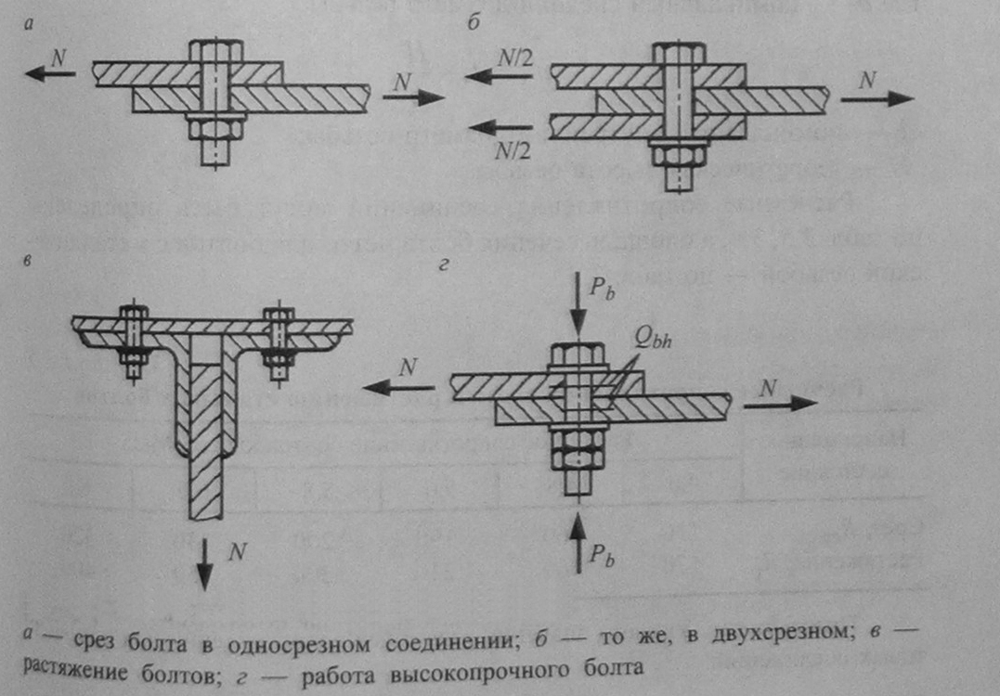 а
б
N
N
N/2
N
N/2
в
г
P_b
Q_bh
N
N
N
P_b
а — срез болта в односрезном соединении; б — то же, в двухсрезном; в —
растяжение болтов; г — работа высокопрочного болта